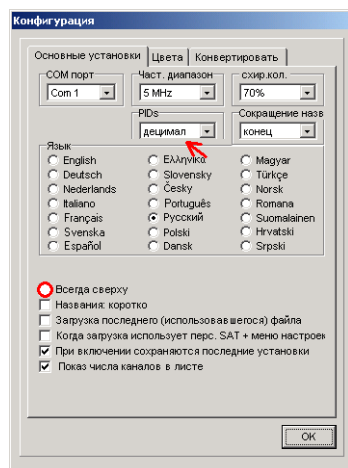 Конфигурация
Основные установки Цвета Конвертировать
COM порт Част. диапазон схир.кол.
Com 1 5 MHz 70%
PIDs Сокращение назв
децимал конец
Язык
English Ελληνικα Magyar
Deutsch Slovensky Türkçe
Nederlands Česky Norsk
Italiano Português Romana
Français Русский Suomalainen
Svenska Polski Hrvatski
Español Dansk Srpski
Всегда сверху
Названия: коротко
Загрузка последнего (использовавшегося) файла
Когда загрузка использует перс. SAT + меню настроек
При включении сохраняются последние установки
Показ числа каналов в листе
OK